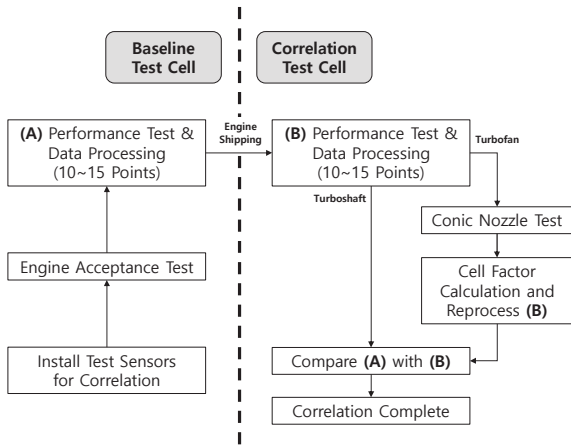 Baseline
Test Cell
Correlation
Test Cell
(A) Performance Test &
Data Processing
(10~15 Points)
Engine
Shipping
(B) Performance Test &
Data Processing
(10~15 Points)
Turbofan
Turboshaft
Conic Nozzle Test
Engine Acceptance Test
Cell Factor
Calculation and
Reprocess (B)
Install Test Sensors
for Correlation
Compare (A) with (B)
Correlation Complete